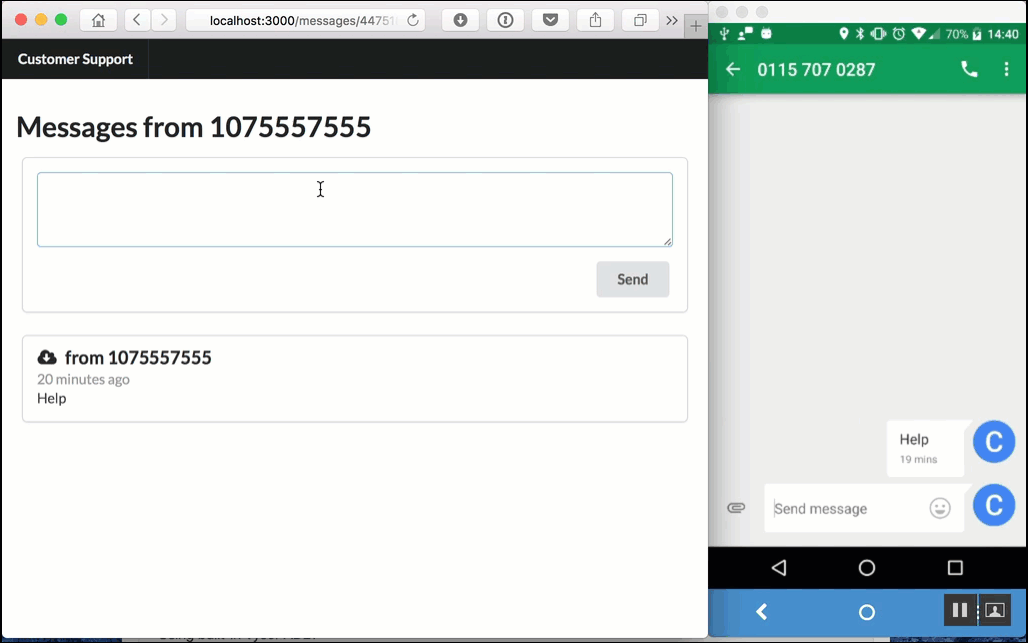 localhost:3000/messages/44751
Customer Support
Messages from 1075557555
Send
from 1075557555
20 minutes ago
Help
70%
14:40
0115 707 0287
Help
19 mins
C
Send message
C